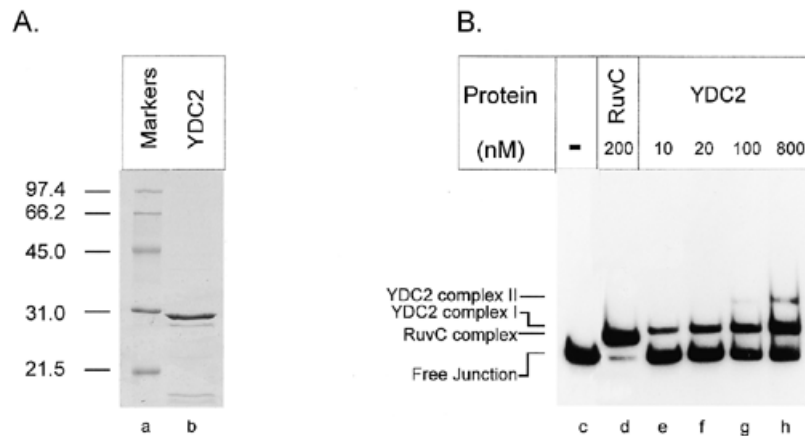 A.
Markers
YDC2
97.4
66.2
45.0
31.0
21.5
a b
B.
Protein
(nM)
-
RuvC
200
YDC2
10 20 100 800
YDC2 complex II
YDC2 complex I
RuvC complex
Free Junction
c d e f g h